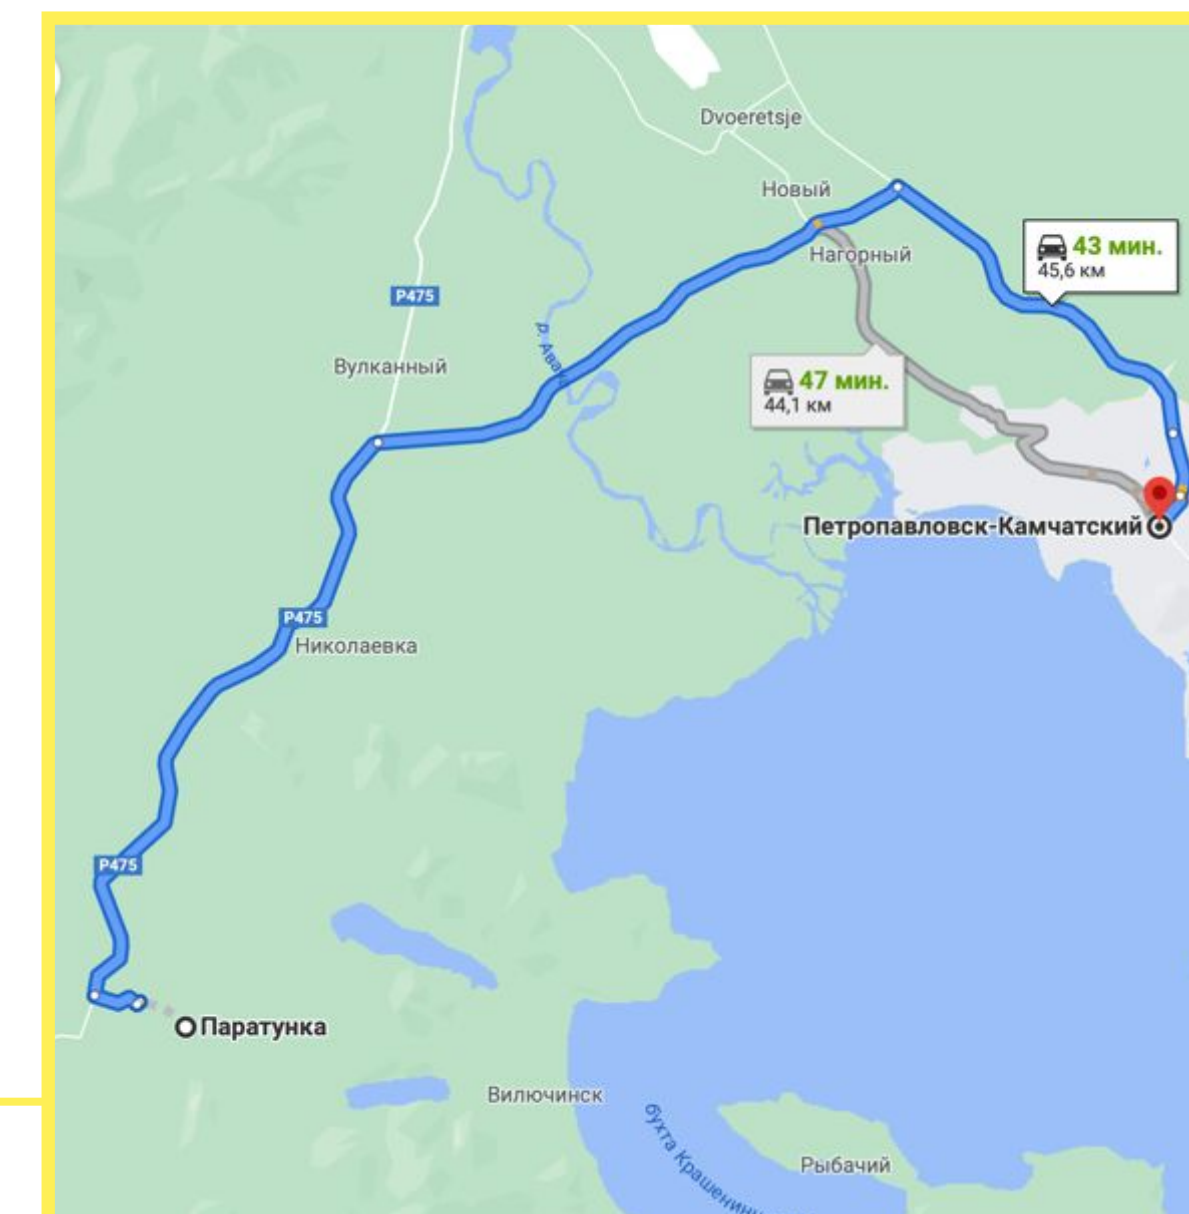 Dvoeretsje
Новый
Нагорный
43 мин.
45,6 км
P475
Вулканный
47 мин.
44,1 км
Петропавловск-Камчатский
P475
Николаевка
P475
Паратунка
Вилючинск
бухта
Рыбачий